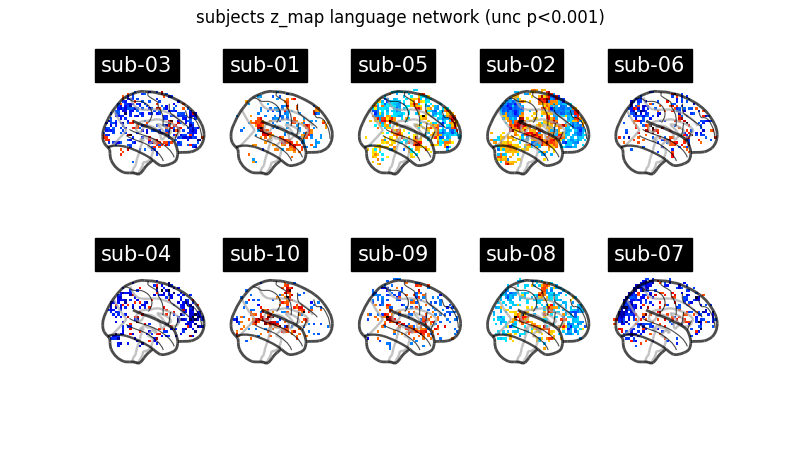 subjects z_map language network (unc p<0.001)
sub-03
sub-01
sub-05
sub-02
sub-06
sub-04
sub-10
sub-09
sub-08
sub-07